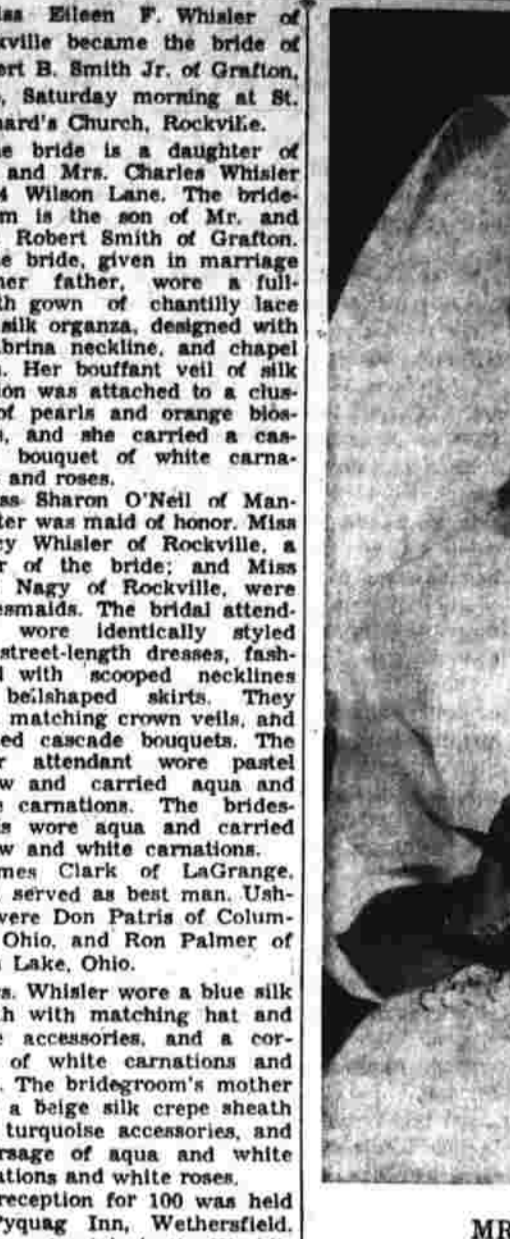 iss Eileen F. Whisler of
kville became the bride of
ert B. Smith Jr. of Grafton,
o, Saturday morning at St.
nard's Church, Rockville.
he bride is a daughter of
and Mrs. Charles Whisler
4 Wilson Lane. The bride-
m is the son of Mr. and
Robert Smith of Grafton.
e bride, given in marriage
her father, wore a full-
th gown of chantilly lace
silk organza, designed with
abrina neckline, and chapel
n. Her bouffant veil of silk
ion was attached to a clus-
of pearls and orange blos-
s, and she carried a cas-
bouquet of white carna-
and roses.
ss Sharon O'Neil of Man-
ter was maid of honor. Miss
cy Whisler of Rockville, a
r of the bride; and Miss
Nagy of Rockville, were
esmaids. The bridal attend-
wore identically styled
street-length dresses, fash-
d with scooped necklines
bellshaped skirts. They
matching crown veils, and
ed cascade bouquets. The
r attendant wore pastel
w and carried aqua and
e carnations. The brides-
s wore aqua and carried
w and white carnations.
mes Clark of LaGrange,
served as best man. Ush-
were Don Patris of Colum-
Ohio, and Ron Palmer of
Lake, Ohio.
s. Whisler wore a blue silk
th with matching hat and
e accessories, and a cor-
of white carnations and
. The bridegroom's mother
a beige silk crepe sheath
turquoise accessories, and
rsage of aqua and white
ations and white roses.
reception for 100 was held
yquag Inn, Wethersfield.
MR